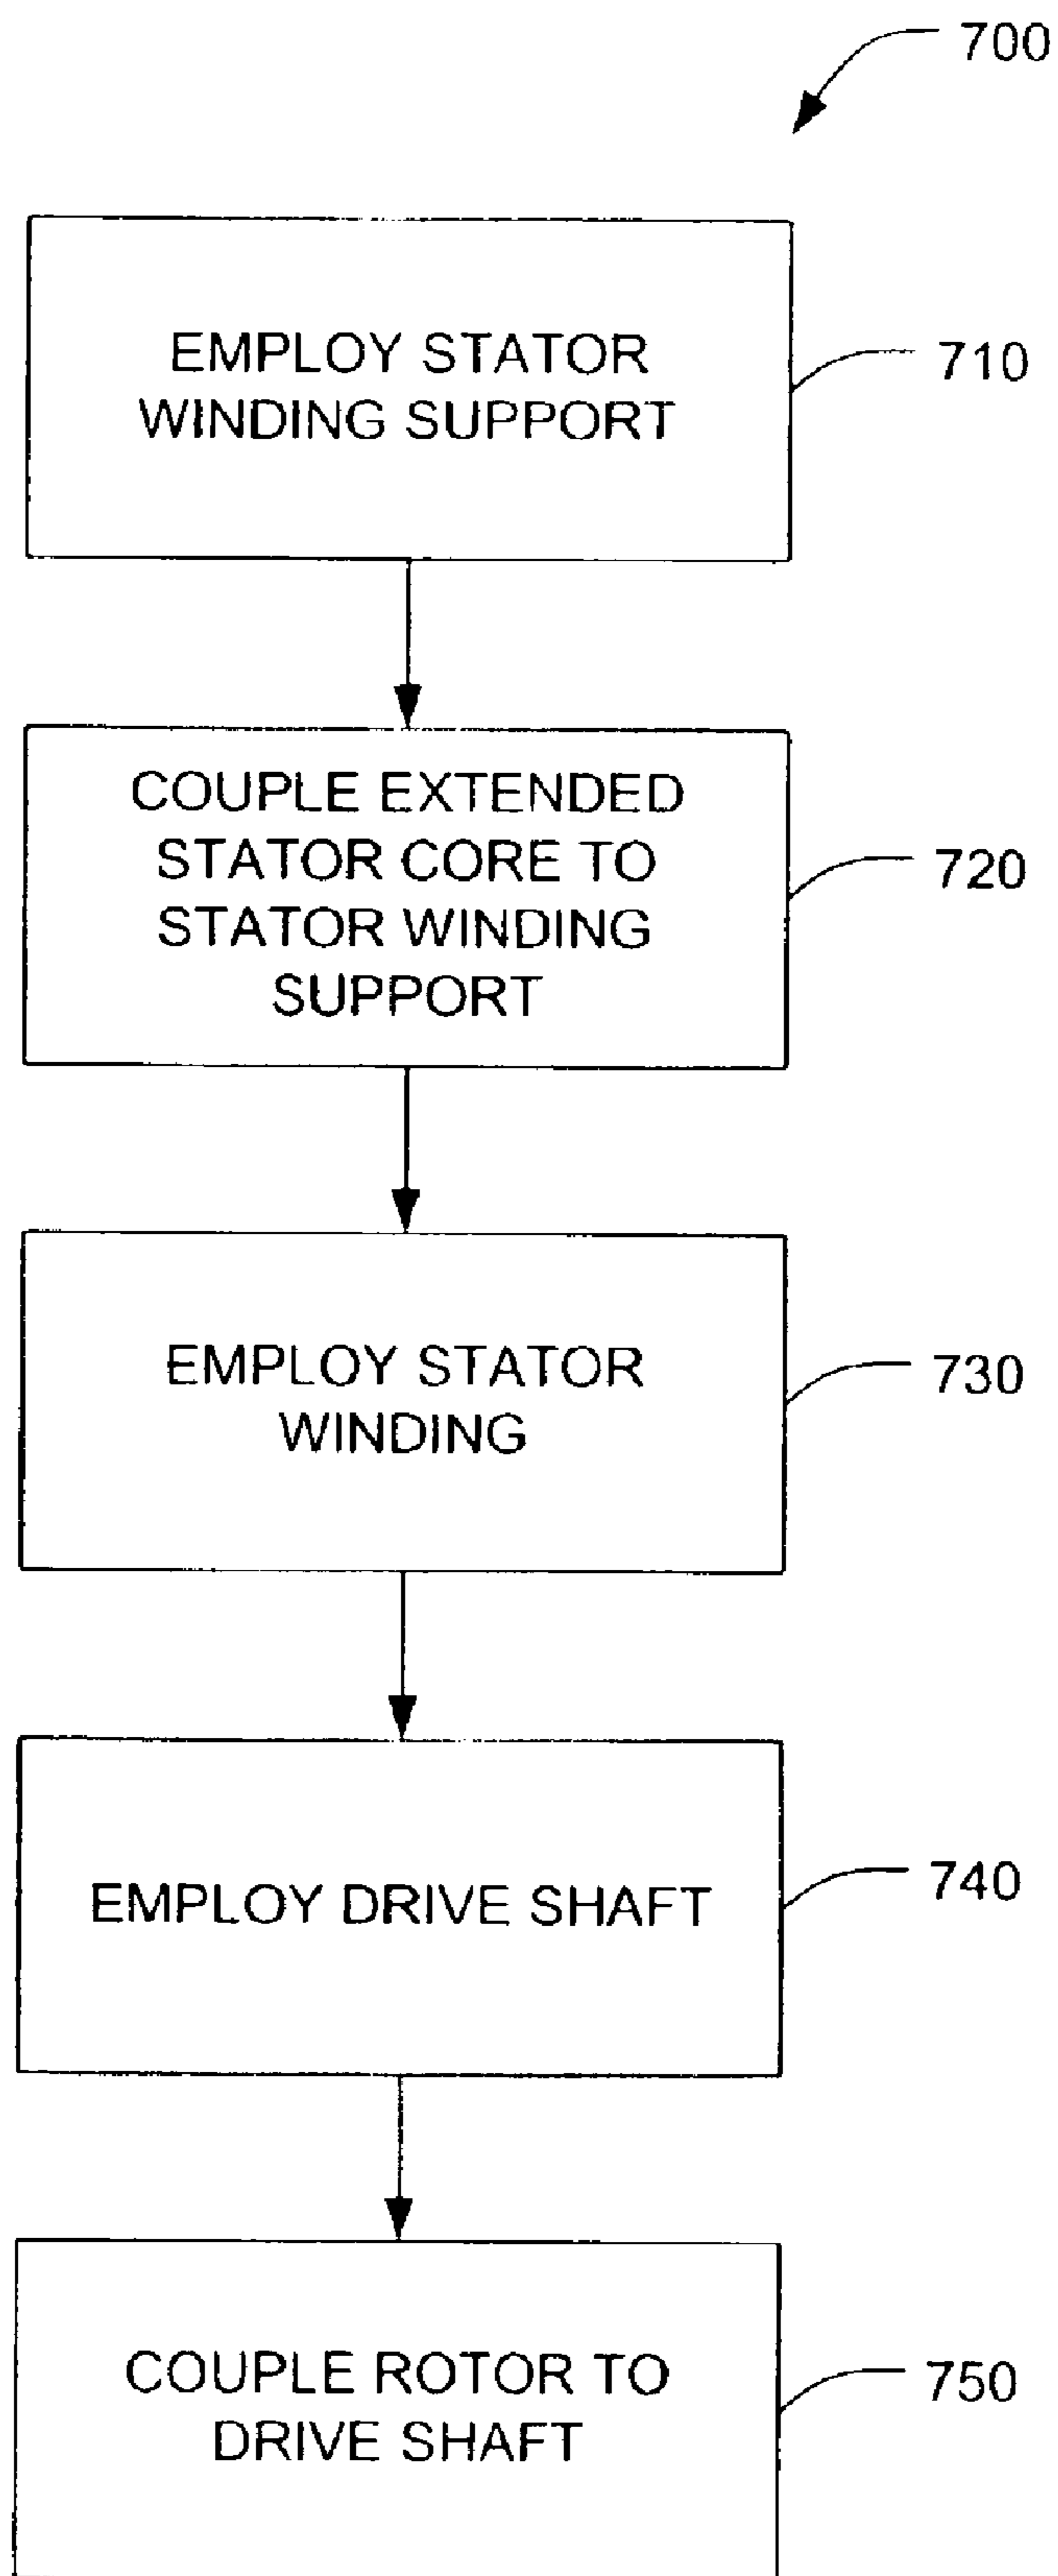 700
EMPLOY STATOR
WINDING SUPPORT
710
COUPLE EXTENDED
STATOR CORE TO
STATOR WINDING
SUPPORT
720
EMPLOY STATOR
WINDING
730
EMPLOY DRIVE SHAFT
740
COUPLE ROTOR TO
DRIVE SHAFT
750